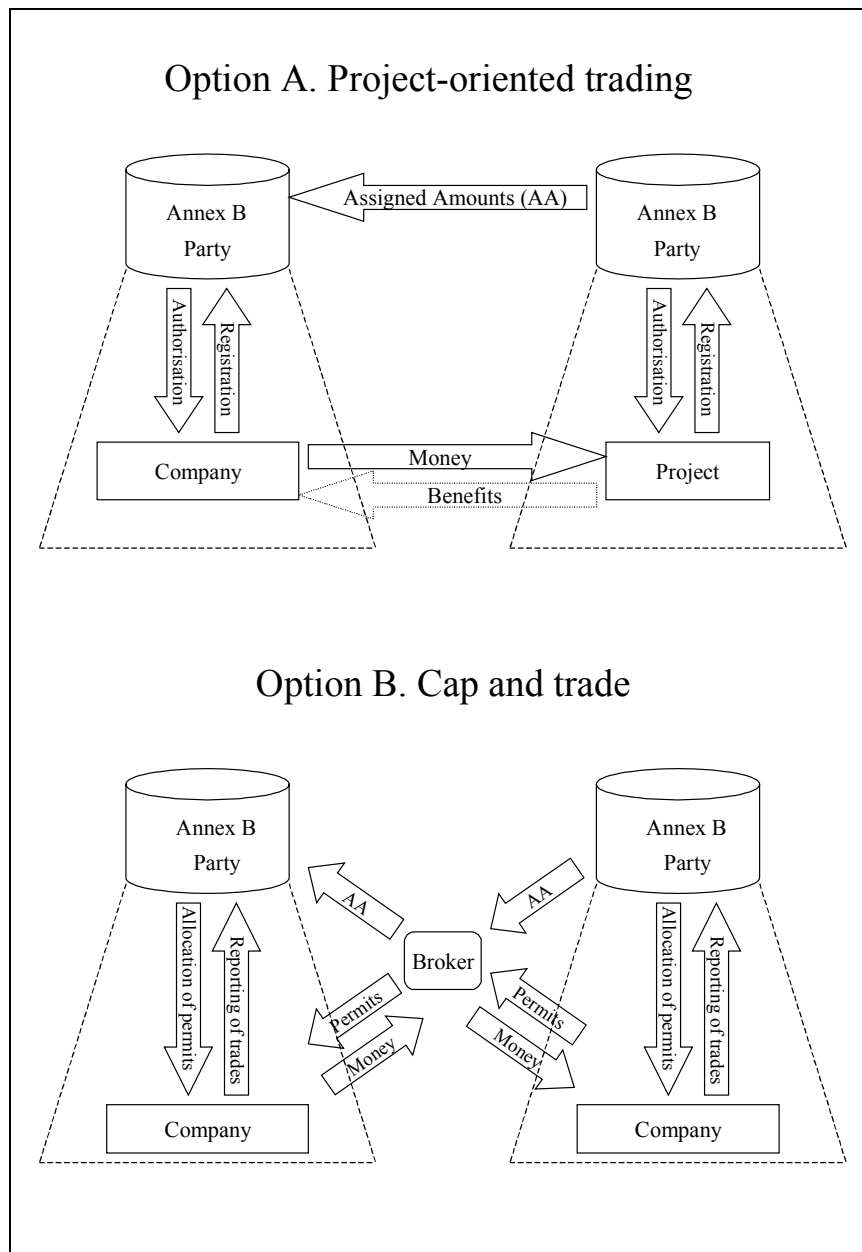 Option A. Project-oriented trading
Annex B
Party
Assigned Amounts (AA)
Annex B
Party
Authorisation
Registration
Authorisation
Registration
Company
Money
Benefits
Project
Option B. Cap and trade
Annex B
Party
Annex B
Party
AA
AA
Allocation of
permits
Reporting of
trades
Broker
Permits
Money
Permits
Money
Allocation of
permits
Reporting of
trades
Company
Company